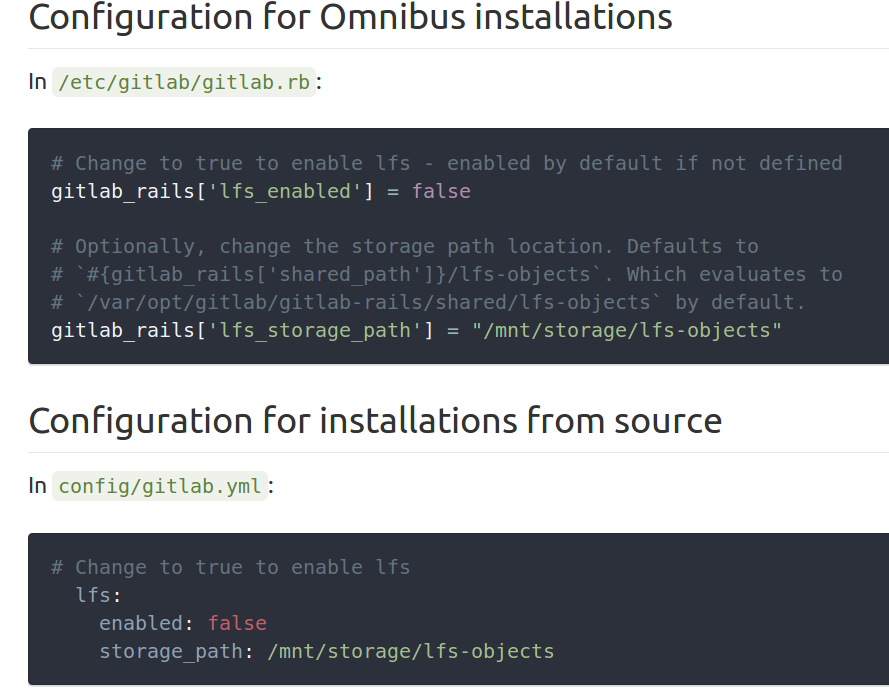 Configuration for Omnibus installations
In /etc/gitlab/gitlab.rb:
# Change to true to enable lfs - enabled by default if not defined
gitlab_rails['lfs_enabled'] = false
# Optionally, change the storage path location. Defaults to
# `#{gitlab_rails['shared_path']}/lfs-objects`. Which evaluates to
# `/var/opt/gitlab/gitlab-rails/shared/lfs-objects` by default.
gitlab_rails['lfs_storage_path'] = "/mnt/storage/lfs-objects"
Configuration for installations from source
In config/gitlab.yml:
# Change to true to enable lfs
  lfs:
    enabled: false
    storage_path: /mnt/storage/lfs-objects